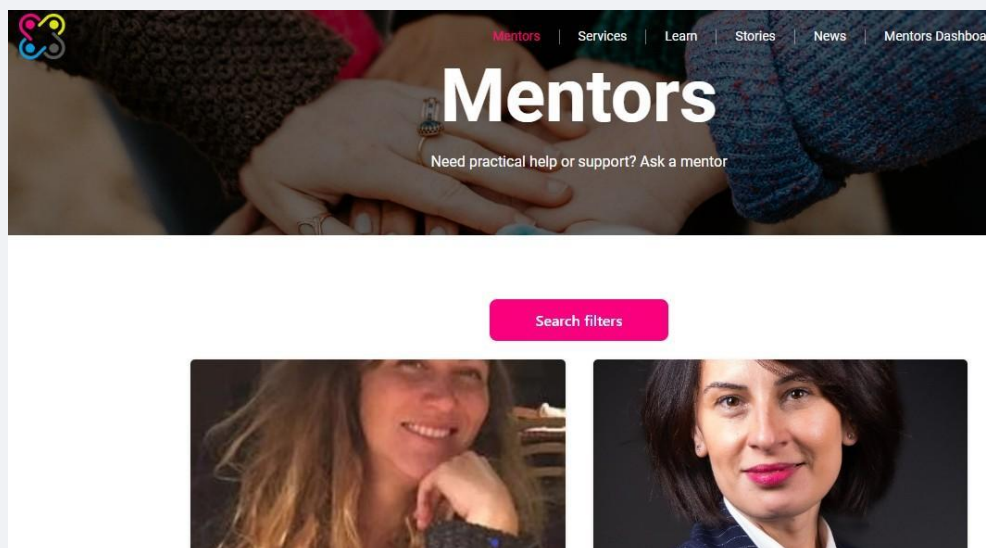 Mentors | Services | Learn | Stories | News | Mentors Dashboa
Mentors
Need practical help or support? Ask a mentor
Search filters